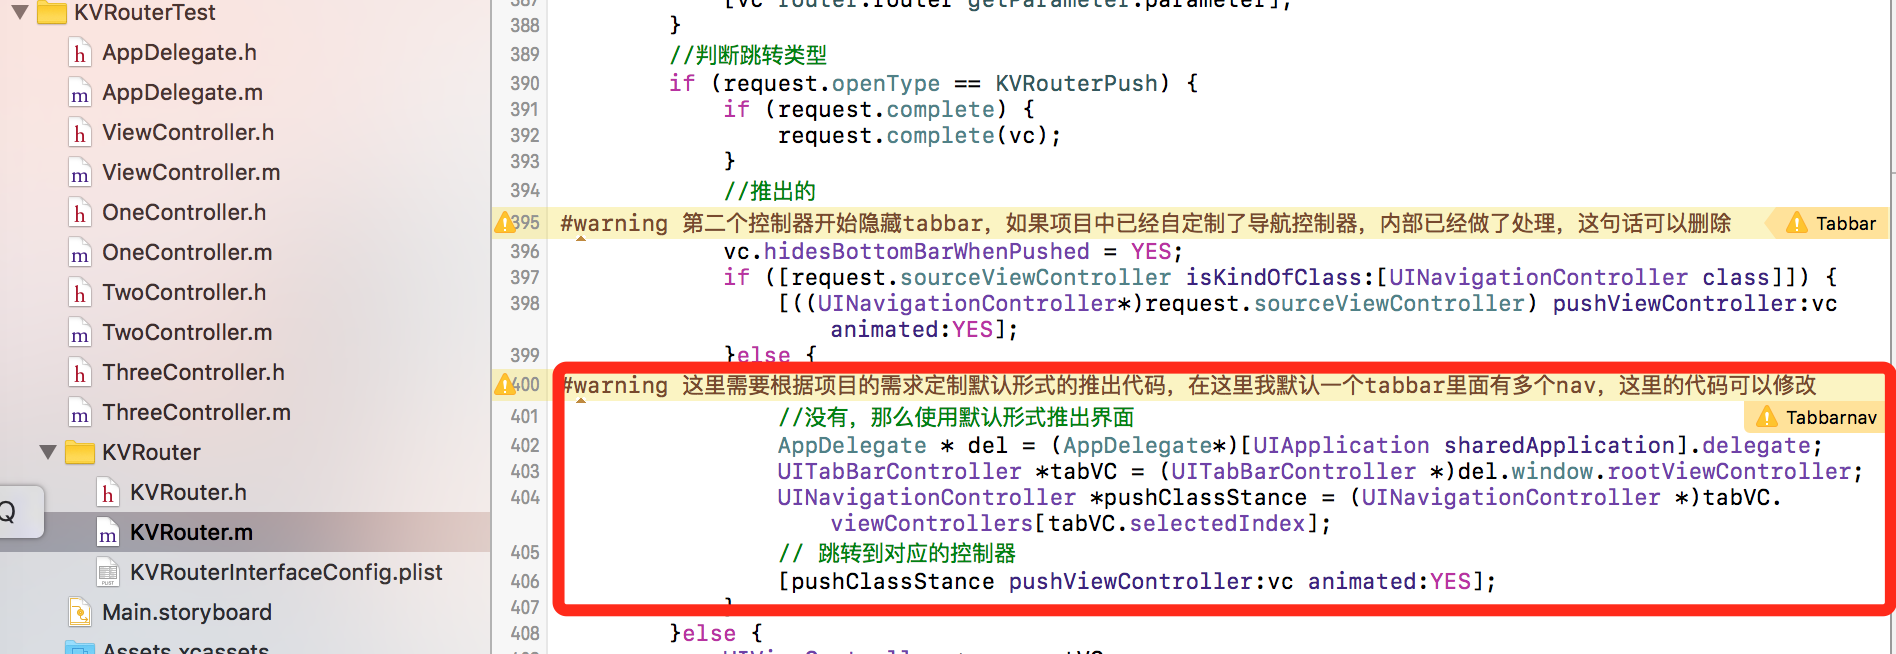 KVRouterTest
AppDelegate.h
AppDelegate.m
ViewController.h
ViewController.m
OneController.h
OneController.m
TwoController.h
TwoController.m
ThreeController.h
ThreeController.m
KVRouter
KVRouter.h
Q
KVRouter.m
KVRouterInterfaceConfig.plist
Main.storyboard
Assets.xcassets
387 [vc router.router getParameter:parameter];
388 }
389 //判断跳转类型
390 if (request.openType == KVRouterPush) {
391 if (request.complete) {
392 request.complete(vc);
393 }
394 //推出的
395 #warning 第二个控制器开始隐藏tabbar，如果项目中已经自定制了导航控制器，内部已经做了处理，这句话可以删除 Tabbar
396 vc.hidesBottomBarWhenPushed = YES;
397 if ([request.sourceViewController isKindOfClass:[UINavigationController class]]) {
398 [((UINavigationController*)request.sourceViewController) pushViewController:vc
animated:YES];
399 }else {
400 #warning 这里需要根据项目的需求定制默认形式的推出代码，在这里我默认一个tabbar里面有多个nav，这里的代码可以修改
401 //没有，那么使用默认形式推出界面 Tabbarnav
402 AppDelegate * del = (AppDelegate*)[UIApplication sharedApplication].delegate;
403 UITabBarController *tabVC = (UITabBarController *)del.window.rootViewController;
404 UINavigationController *pushClassStance = (UINavigationController *)tabVC.
viewControllers[tabVC.selectedIndex];
405 // 跳转到对应的控制器
406 [pushClassStance pushViewController:vc animated:YES];
407 }
408 }else {